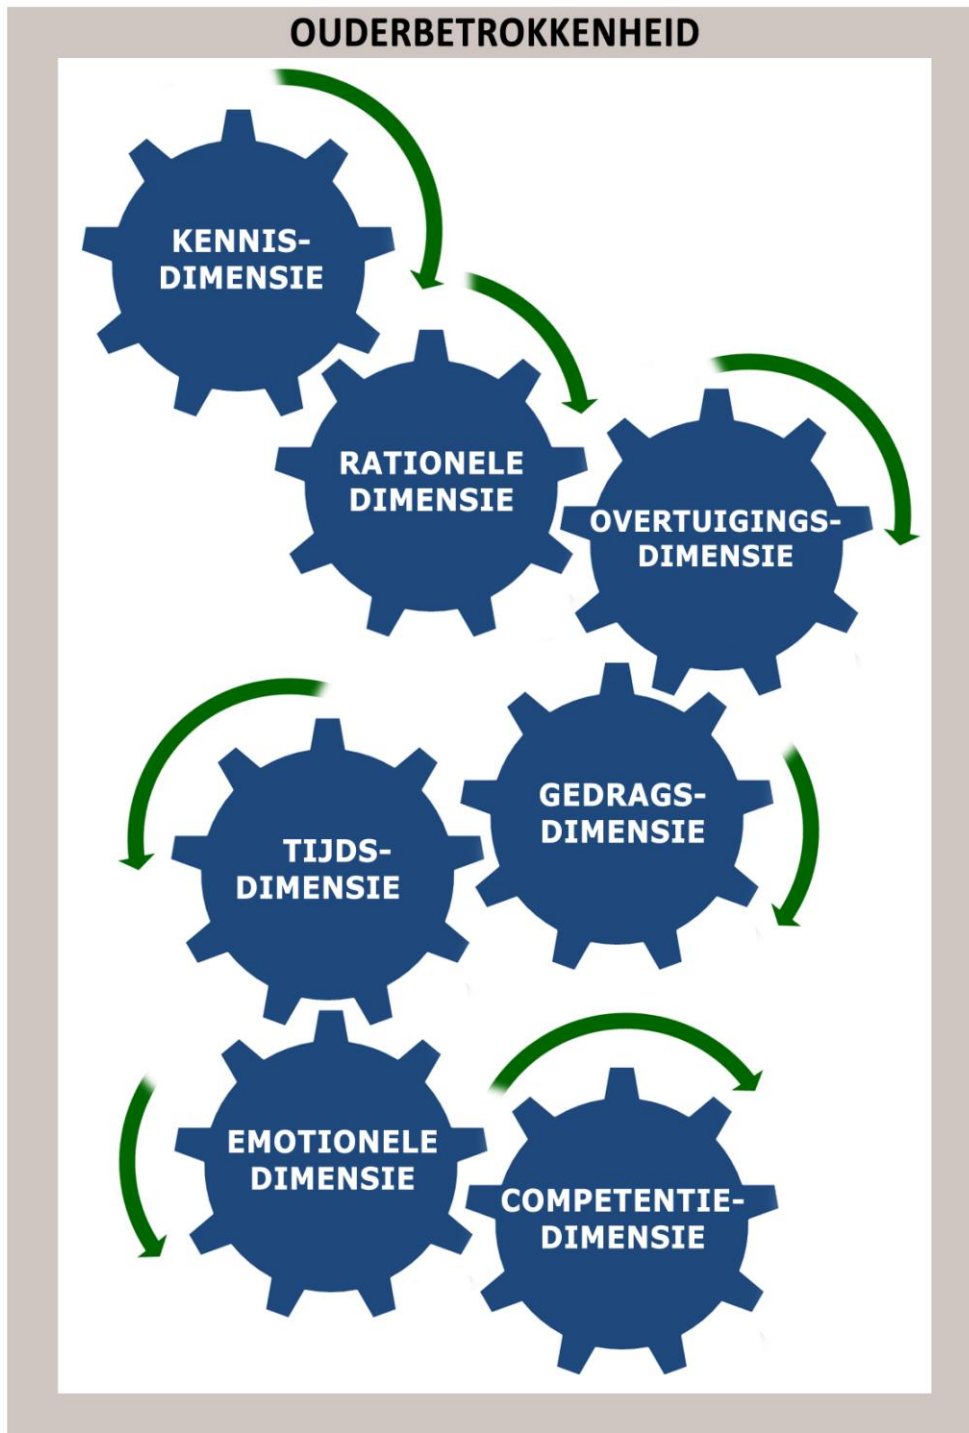 OUDERBETROKKENHEID
KENNIS-
DIMENSIE
RATIONELE
DIMENSIE
OVERTUIGINGS-
DIMENSIE
GEDRAGS-
DIMENSIE
TIJDS-
DIMENSIE
EMOTIONELE
DIMENSIE
COMPETENTIE-
DIMENSIE